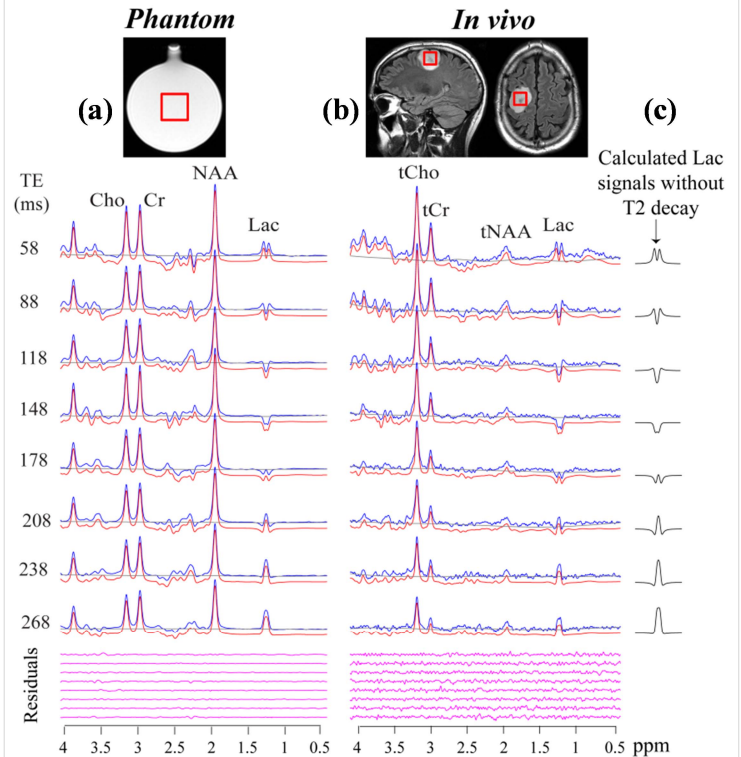 Phantom
In vivo
(a)
(b)
(c)
Calculated Lac
signals without
T2 decay
TE
(ms)
Cho
Cr
NAA
Lac
tCho
tCr
tNAA
Lac
58
88
118
148
178
208
238
268
Residuals
4 3.5 3 2.5 2 1.5 1 0.5
4 3.5 3 2.5 2 1.5 1 0.5 ppm